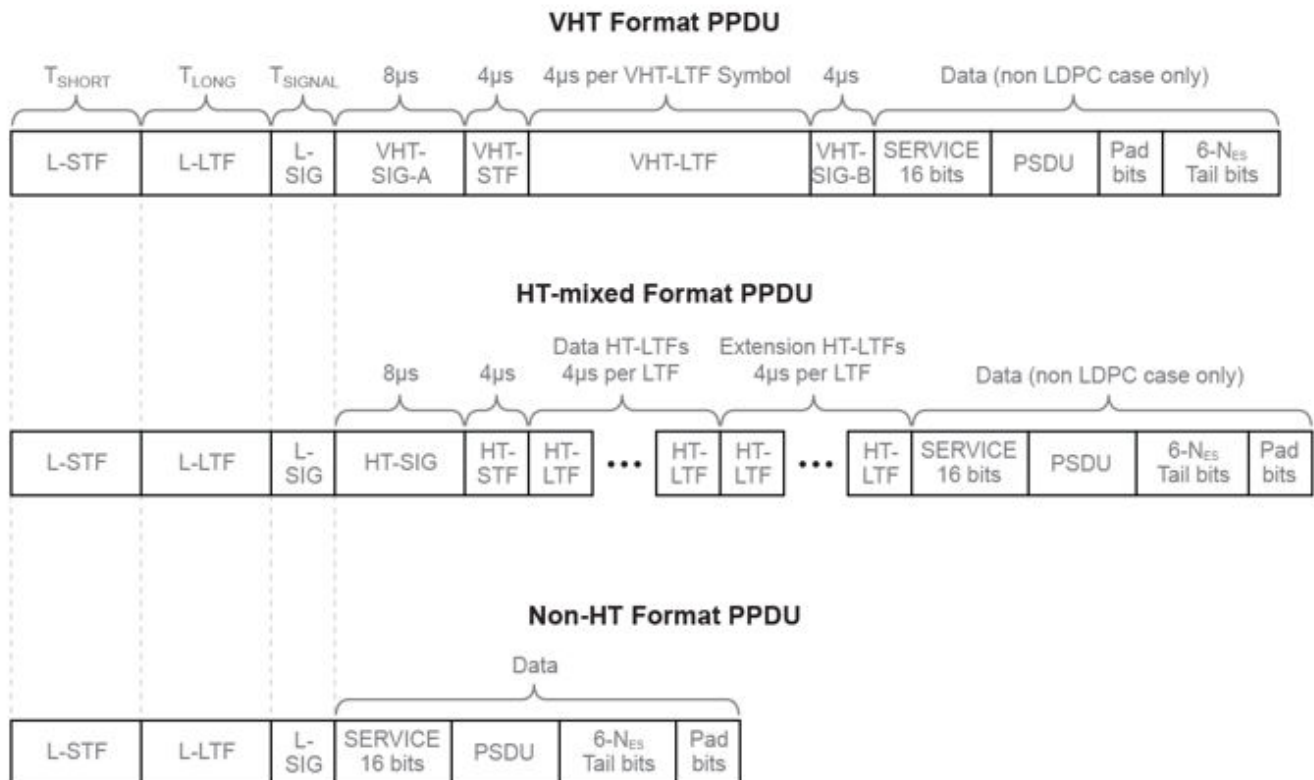 VHT Format PPDU
TSHORT TLONG TSIGNAL 8μs 4μs 4μs per VHT-LTF Symbol 4μs Data (non LDPC case only)
L-STF L-LTF L-SIG VHT-SIG-A VHT-STF VHT-LTF VHT-SIG-B SERVICE 16 bits PSDU Pad bits 6-NES Tail bits
HT-mixed Format PPDU
8μs 4μs Data HT-LTFs 4μs per LTF Extension HT-LTFs 4μs per LTF Data (non LDPC case only)
L-STF L-LTF L-SIG HT-SIG HT-STF HT-LTF ••• HT-LTF HT-LTF ••• HT-LTF SERVICE 16 bits PSDU 6-NES Tail bits Pad bits
Non-HT Format PPDU
Data
L-STF L-LTF L-SIG SERVICE 16 bits PSDU 6-NES Tail bits Pad bits